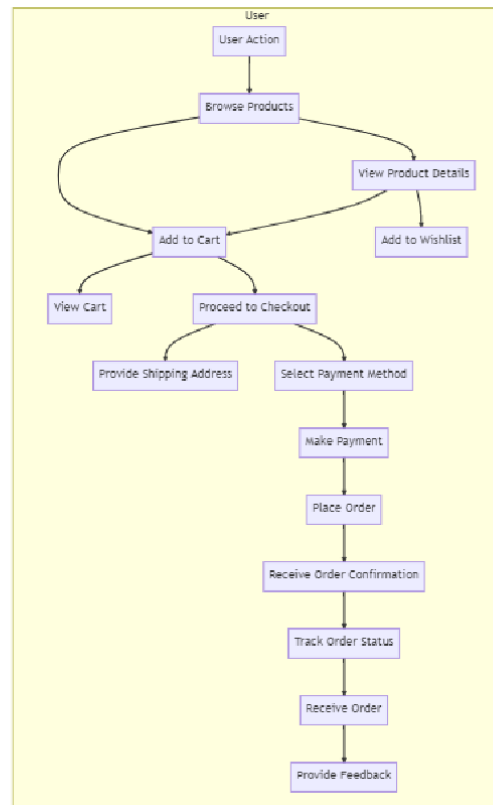 User
User Action
Browse Products
View Product Details
Add to Cart
Add to Wishlist
View Cart
Proceed to Checkout
Provide Shipping Address
Select Payment Method
Make Payment
Place Order
Receive Order Confirmation
Track Order Status
Receive Order
Provide Feedback